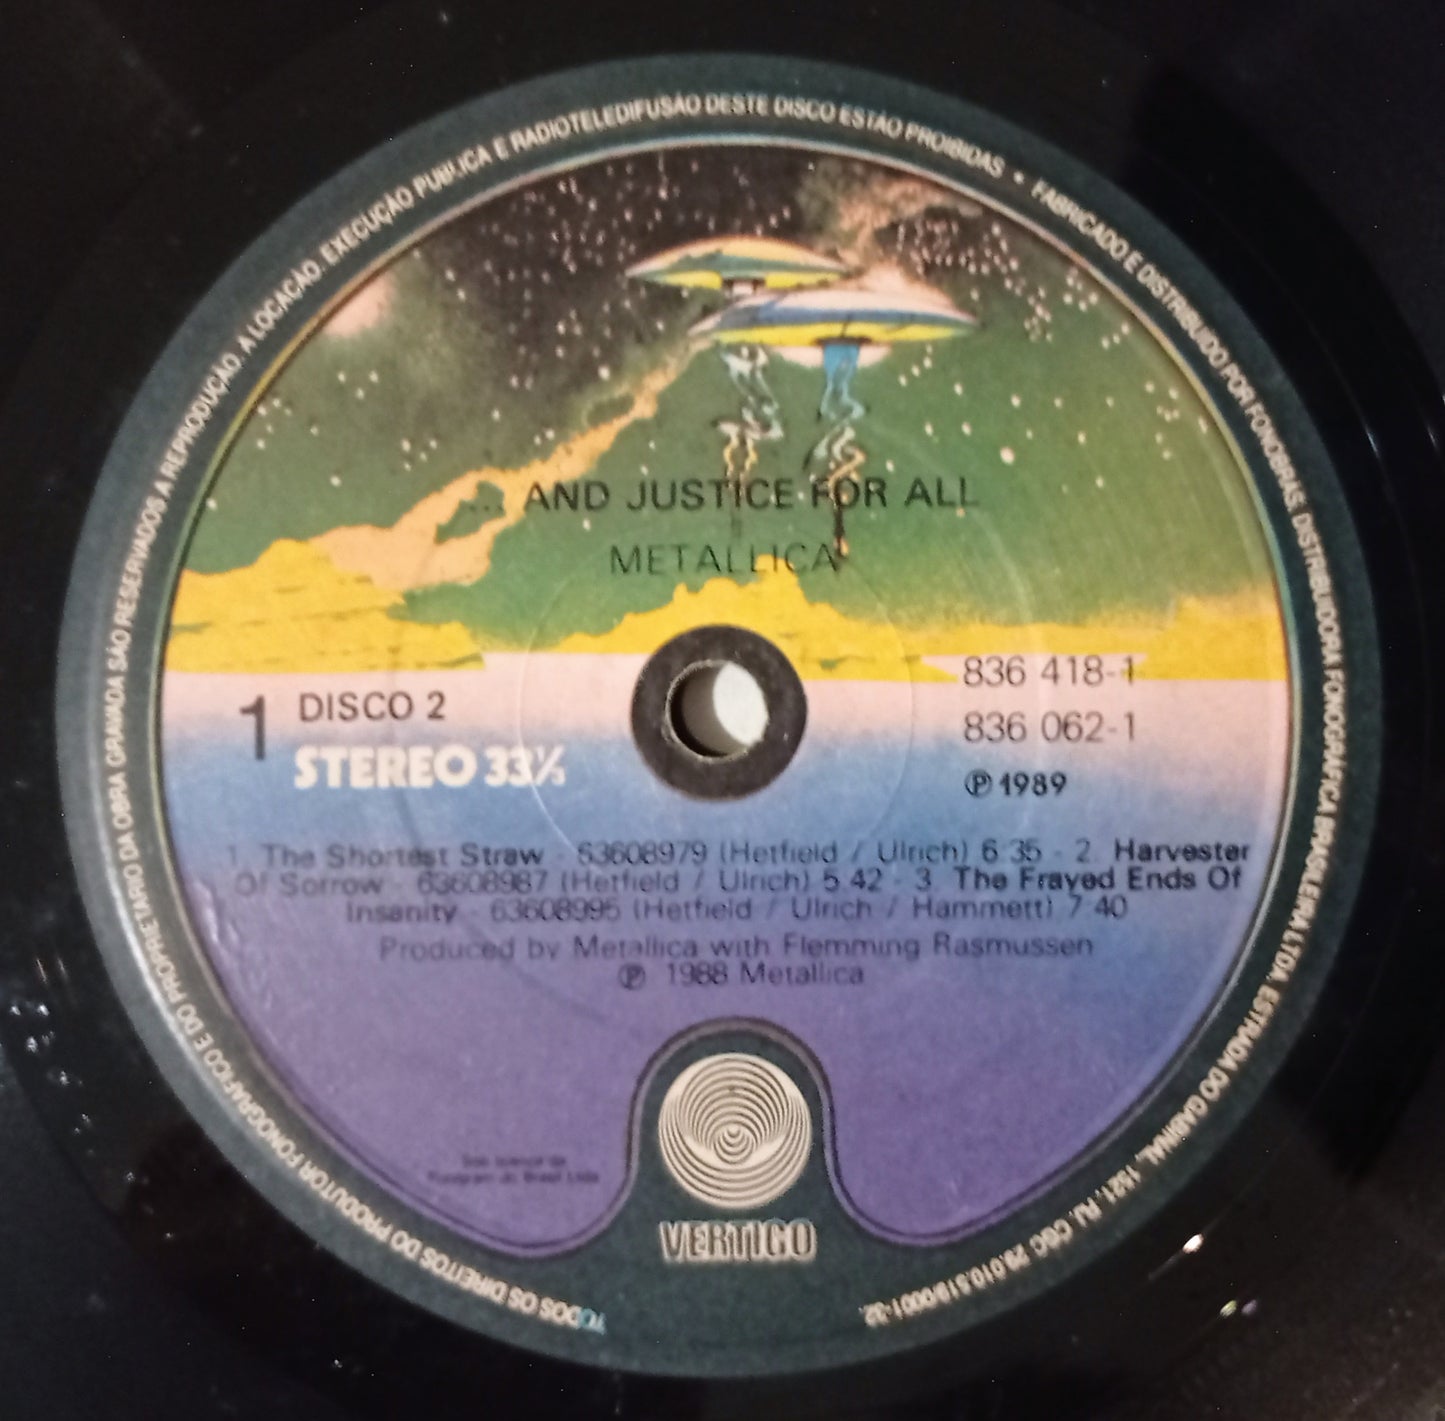 TODOS OS DIREITOS DO PRODUTOR FONOGRAFICO E DO PROPRIETARIO DA OBRA GRAVADA SÃO RESERVADOS A REPRODUÇÃO. A LOCAÇÃO. EXECUÇÃO PUBLICA E RADIOTELEDIFUSÃO DESTE DISCO ESTÃO PROIBIDAS • FABRICADO E DISTRIBUIDO POR FONOBRAS, DISTRIBUIDORA FONOGRAFICA BRASILEIRA LTDA. ESTRADA DO GABINAL, 1521, RJ. CGC 29.010.519/0001-32.
... AND JUSTICE FOR ALL
METALLICA
836 418-1
1 DISCO 2
836 062-1
STEREO 33⅓
℗ 1989
1. The Shortest Straw - 63608979 (Hetfield / Ulrich) 6 35 - 2. Harvester
Of Sorrow - 63608987 (Hetfield / Ulrich) 5 42 - 3. The Frayed Ends Of
Insanity - 63608995 (Hetfield / Ulrich / Hammett) 7 40
Produced by Metallica with Flemming Rasmussen
℗ 1988 Metallica
VERTIGO